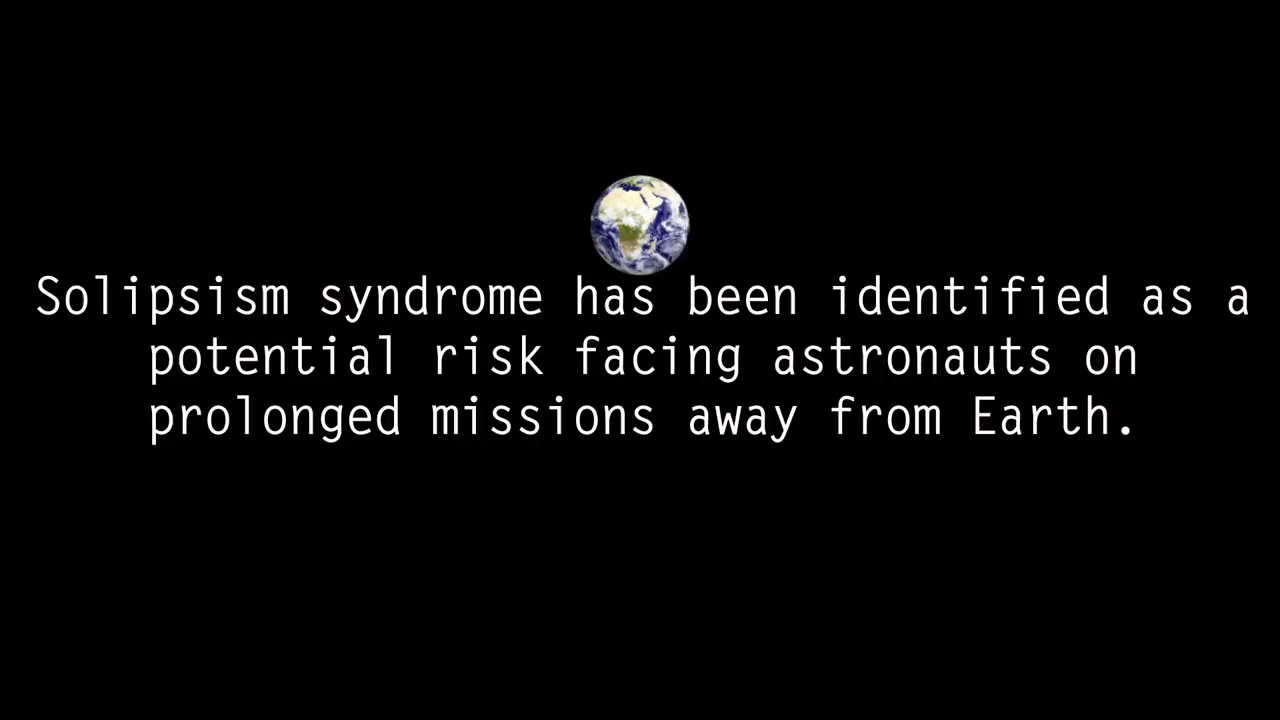 Solipsism syndrome has been identified as a
potential risk facing astronauts on
prolonged missions away from Earth.